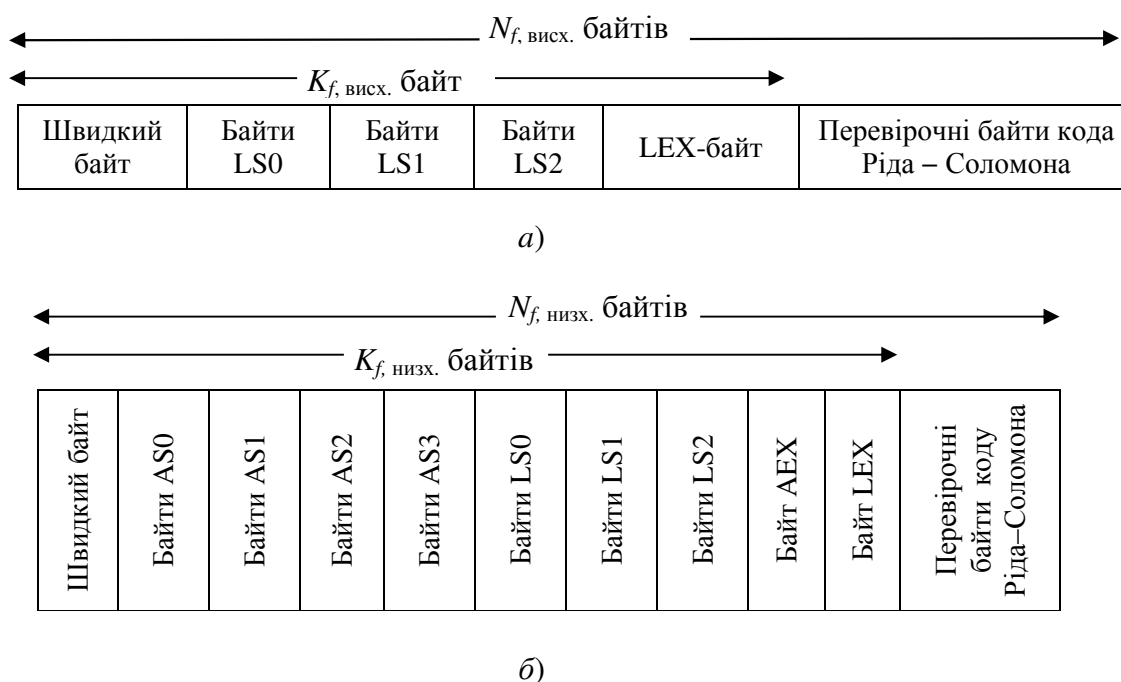 N_f, висх. байтів
K_f, висх. байт
Швидкий
байт
Байти
LS0
Байти
LS1
Байти
LS2
LEX-байт
Перевірочні байти кода
Ріда – Соломона
а)
N_f, низх. байтів
K_f, низх. байтів
Швидкий байт
Байти AS0
Байти AS1
Байти AS2
Байти AS3
Байти LS0
Байти LS1
Байти LS2
Байт AEX
Байт LEX
Перевірочні
байти коду
Ріда–Соломона
б)